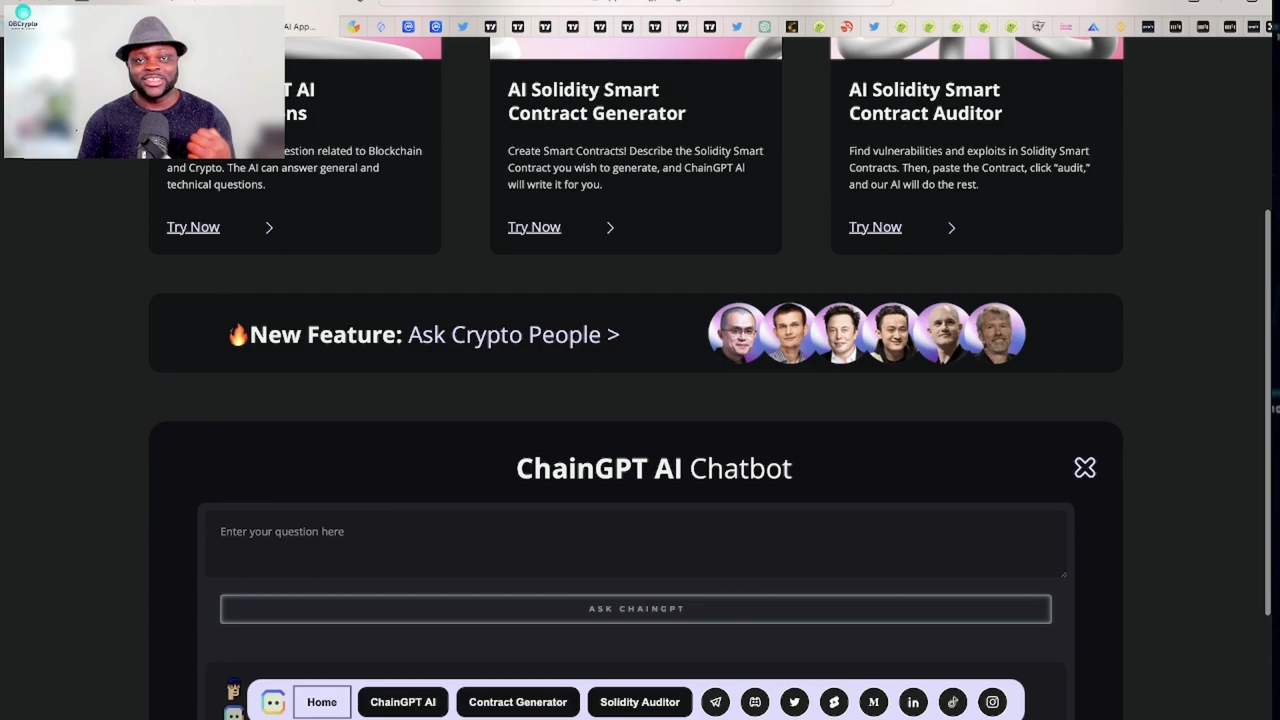 DBCrypto
AI App...
T AI
ns
estion related to Blockchain
and Crypto. The AI can answer general and
technical questions.
Try Now
AI Solidity Smart
Contract Generator
Create Smart Contracts! Describe the Solidity Smart
Contract you wish to generate, and ChainGPT AI
will write it for you.
Try Now
AI Solidity Smart
Contract Auditor
Find vulnerabilities and exploits in Solidity Smart
Contracts. Then, paste the Contract, click “audit,”
and our AI will do the rest.
Try Now
New Feature: Ask Crypto People >
ChainGPT AI Chatbot
Enter your question here
ASK CHAINGPT
Home
ChainGPT AI
Contract Generator
Solidity Auditor